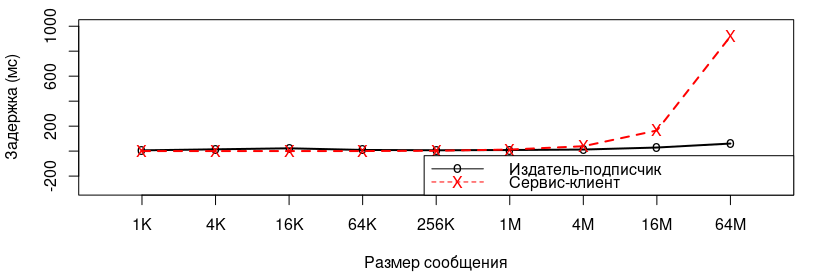 Задержка (мс)
1000
600
200
-200
Издатель-подписчик
Сервис-клиент
1K 4K 16K 64K 256K 1M 4M 16M 64M
Размер сообщения